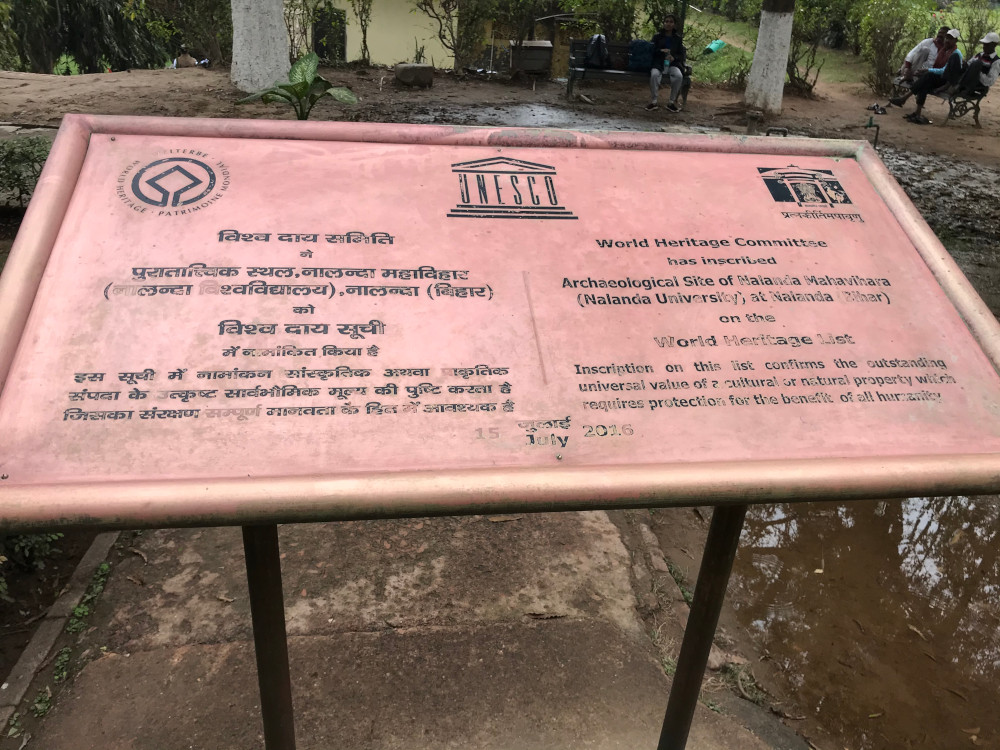 WORLD HERITAGE · PATRIMOINE MONDIAL
UNESCO
प्रत्नकीर्तिमपावृणु
विश्व दाय समिति
ने
पुरातात्त्विक स्थल,नालन्दा महाविहार
(नालन्दा विश्वविद्यालय),नालन्दा (बिहार)
को
विश्व दाय सूची
में नामांकित किया है
इस सूची में नामांकन सांस्कृतिक अथवा प्राकृतिक
संपदा के उत्कृष्ट सार्वभौमिक मूल्य की पुष्टि करता है
जिसका संरक्षण सम्पूर्ण मानवता के हित में आवश्यक है
World Heritage Committee
has inscribed
Archaeological Site of Nalanda Mahavihara
(Nalanda University) at Nalanda (Bihar)
on the
World Heritage List
Inscription on this list confirms the outstanding
universal value of a cultural or natural property which
requires protection for the benefit of all humanity
जुलाई
15 July 2016